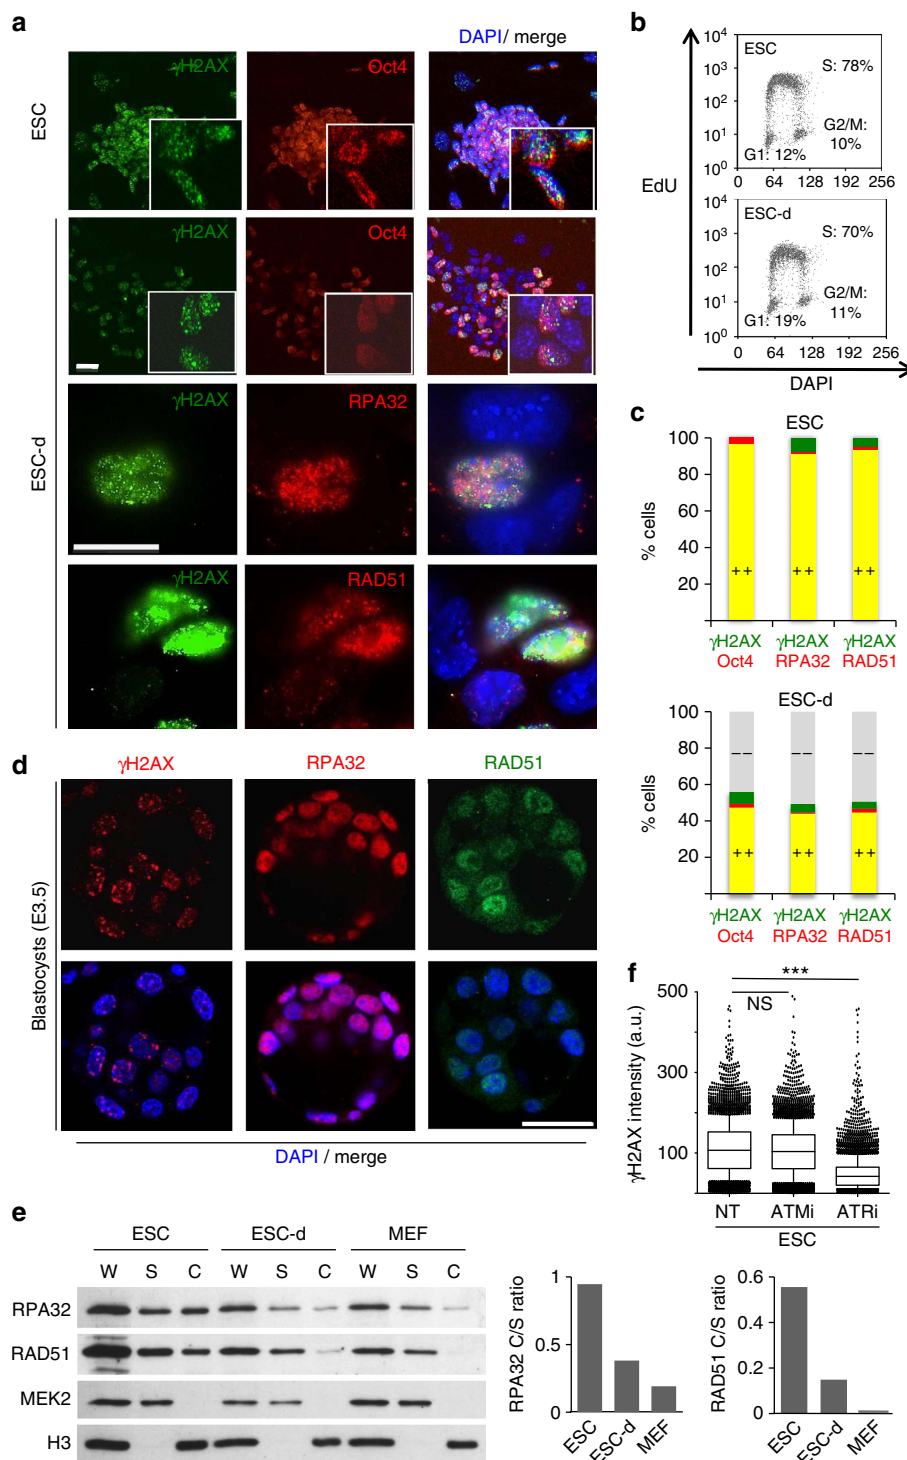 a
γH2AX
Oct4
DAPI/ merge
ESC
γH2AX
Oct4
γH2AX
RPA32
γH2AX
RAD51
ESC-d
b
10⁴
10³
10²
10¹
10⁰
ESC
S: 78%
G2/M:
10%
G1: 12%
0 64 128 192 256
EdU
10⁴
10³
10²
10¹
10⁰
ESC-d
S: 70%
G2/M:
11%
G1: 19%
0 64 128 192 256
DAPI
c
ESC
100
80
60
40
20
% cells
++ ++ ++
γH2AX γH2AX γH2AX
Oct4 RPA32 RAD51
ESC-d
100
80
60
40
20
% cells
−− −− −−
++ ++ ++
γH2AX γH2AX γH2AX
Oct4 RPA32 RAD51
d
γH2AX RPA32 RAD51
Blastocysts (E3.5)
DAPI / merge
f
***
NS
500
300
100
γH2AX intensity (a.u.)
NT ATMi ATRi
ESC
e
ESC ESC-d MEF
W S C W S C W S C
RPA32
RAD51
MEK2
H3
RPA32 C/S ratio
1
0.5
0
ESC ESC-d MEF
RAD51 C/S ratio
0.6
0.2
0
ESC ESC-d MEF